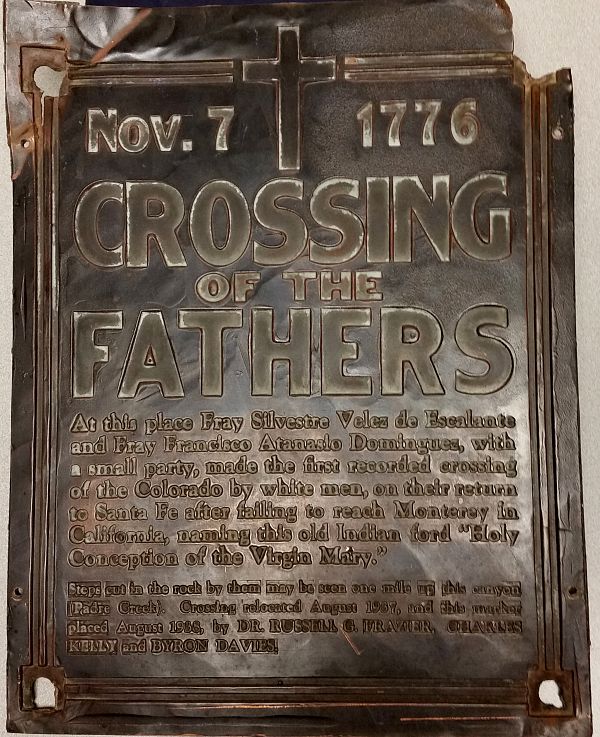 Nov. 7 1776
CROSSING
OF THE
FATHERS
At this place Fray Silvestre Velez de Escalante
and Fray Francisco Atanasio Dominguez, with
a small party, made the first recorded crossing
of the Colorado by white men, on their return
to Santa Fe after failing to reach Monterey in
California, naming this old Indian ford "Holy
Conception of the Virgin Mary."
Steps cut in the rock by them may be seen one mile up this canyon
(Padre Creek). Crossing relocated August 1937, and this marker
placed August 1938, by DR. RUSSELL G. FRAZIER, CHARLES
KELLY and BYRON DAVIES.